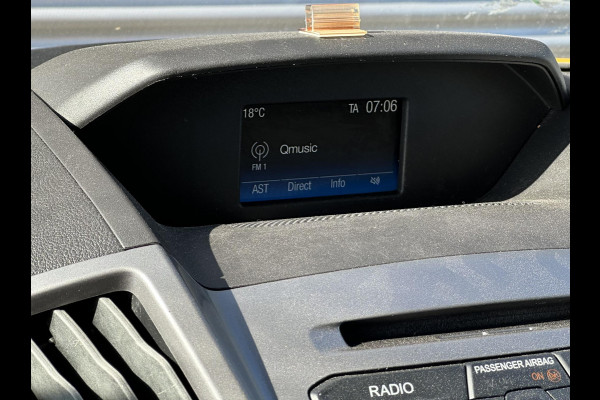 18°C TA 07:06
Qmusic
FM 1
AST Direct Info
PASSENGER AIRBAG
ON
RADIO